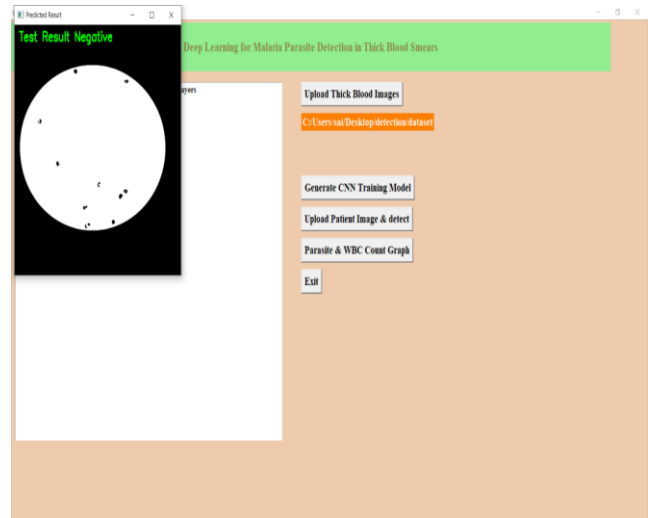 Predicted Result
Test Result Negative
Deep Learning for Malaria Parasite Detection in Thick Blood Smears
ayers
Upload Thick Blood Images
C:/Users/sai/Desktop/detection/dataset
Generate CNN Training Model
Upload Patient Image & detect
Parasite & WBC Count Graph
Exit